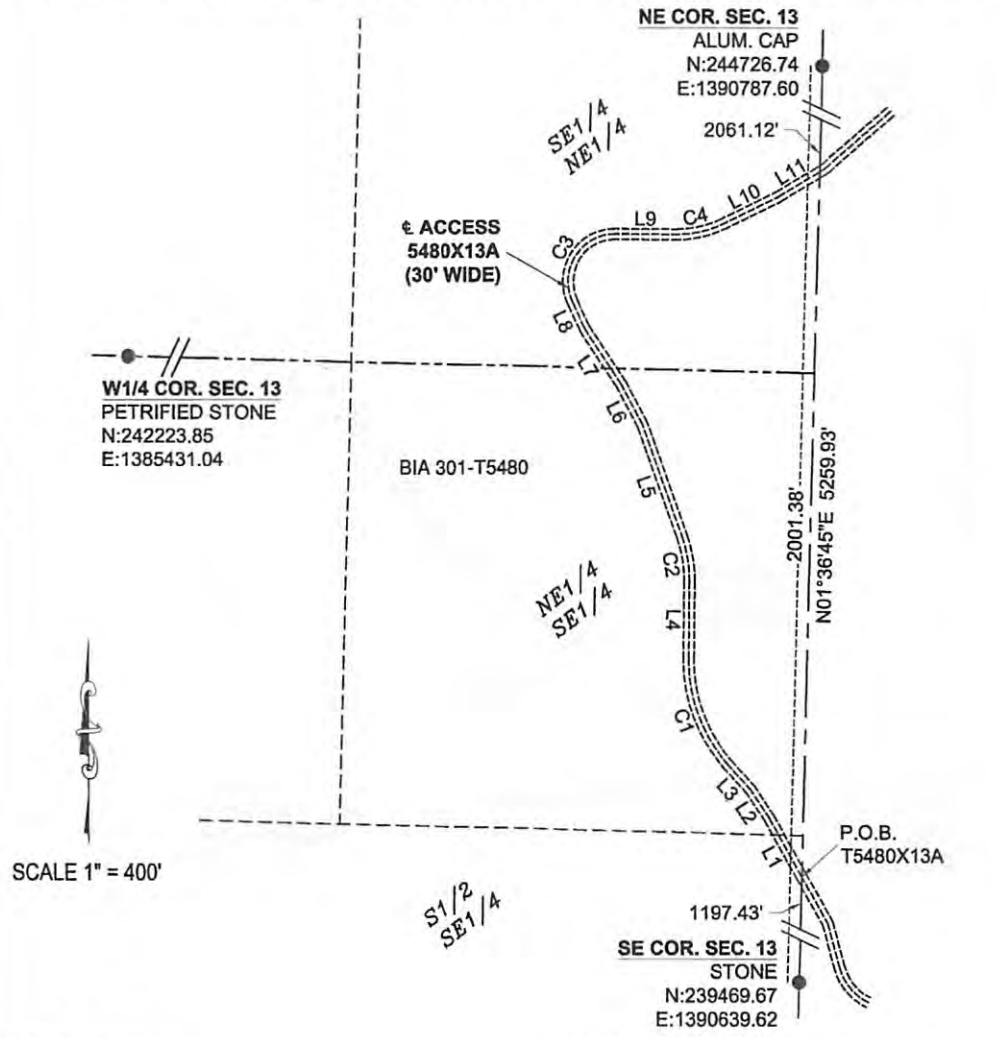 NE COR. SEC. 13
ALUM. CAP
N:244726.74
E:1390787.60
2061.12'
SE1/4
NE1/4
L11
L10
C4
L9
C3
℄ ACCESS
5480X13A
(30' WIDE)
L8
L7
W1/4 COR. SEC. 13
PETRIFIED STONE
N:242223.85
E:1385431.04
L6
BIA 301-T5480
L5
2001.38'
N01°36'45"E 5259.93'
C2
NE1/4
SE1/4
L4
C1
L3
L2
L1
P.O.B.
T5480X13A
SCALE 1" = 400'
S1/2
SE1/4
1197.43'
SE COR. SEC. 13
STONE
N:239469.67
E:1390639.62